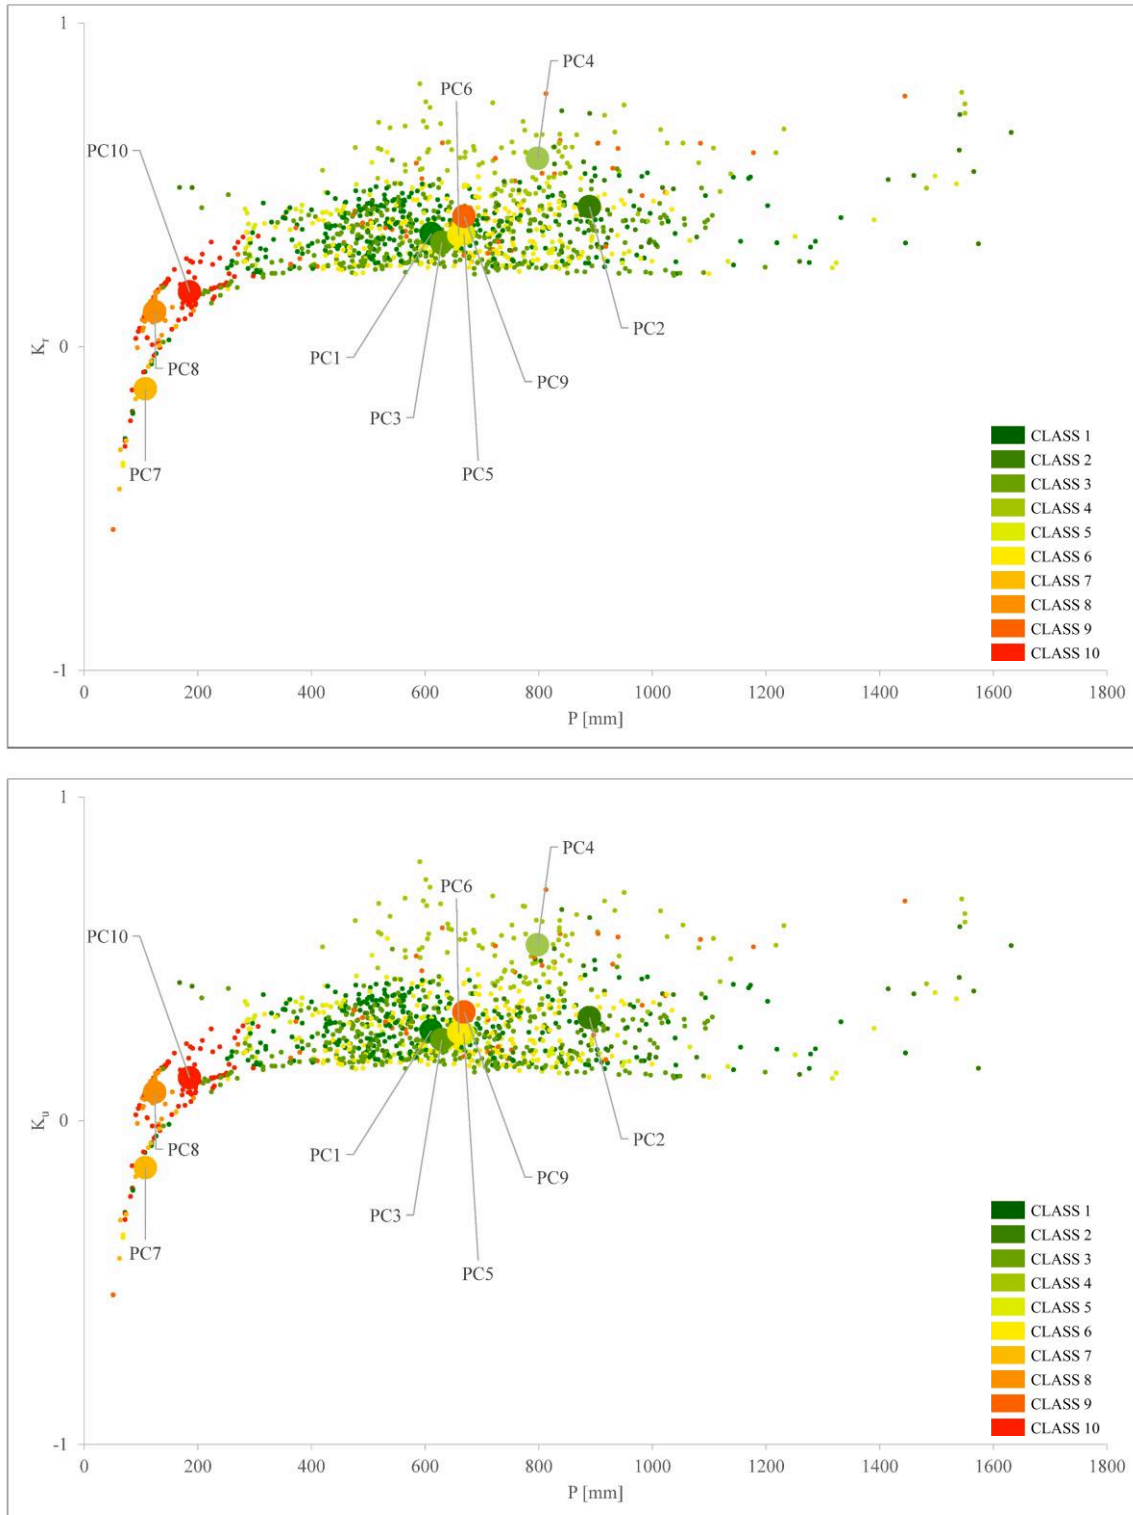 1
PC4
PC6
PC10
K_r
0
PC8
PC2
PC1
PC9
PC3
PC7
PC5
CLASS 1
CLASS 2
CLASS 3
CLASS 4
CLASS 5
CLASS 6
CLASS 7
CLASS 8
CLASS 9
CLASS 10
-1
0 200 400 600 800 1000 1200 1400 1600 1800
P [mm]
1
PC4
PC6
PC10
K_u
0
PC8
PC2
PC1
PC9
PC3
PC7
PC5
CLASS 1
CLASS 2
CLASS 3
CLASS 4
CLASS 5
CLASS 6
CLASS 7
CLASS 8
CLASS 9
CLASS 10
-1
0 200 400 600 800 1000 1200 1400 1600 1800
P [mm]